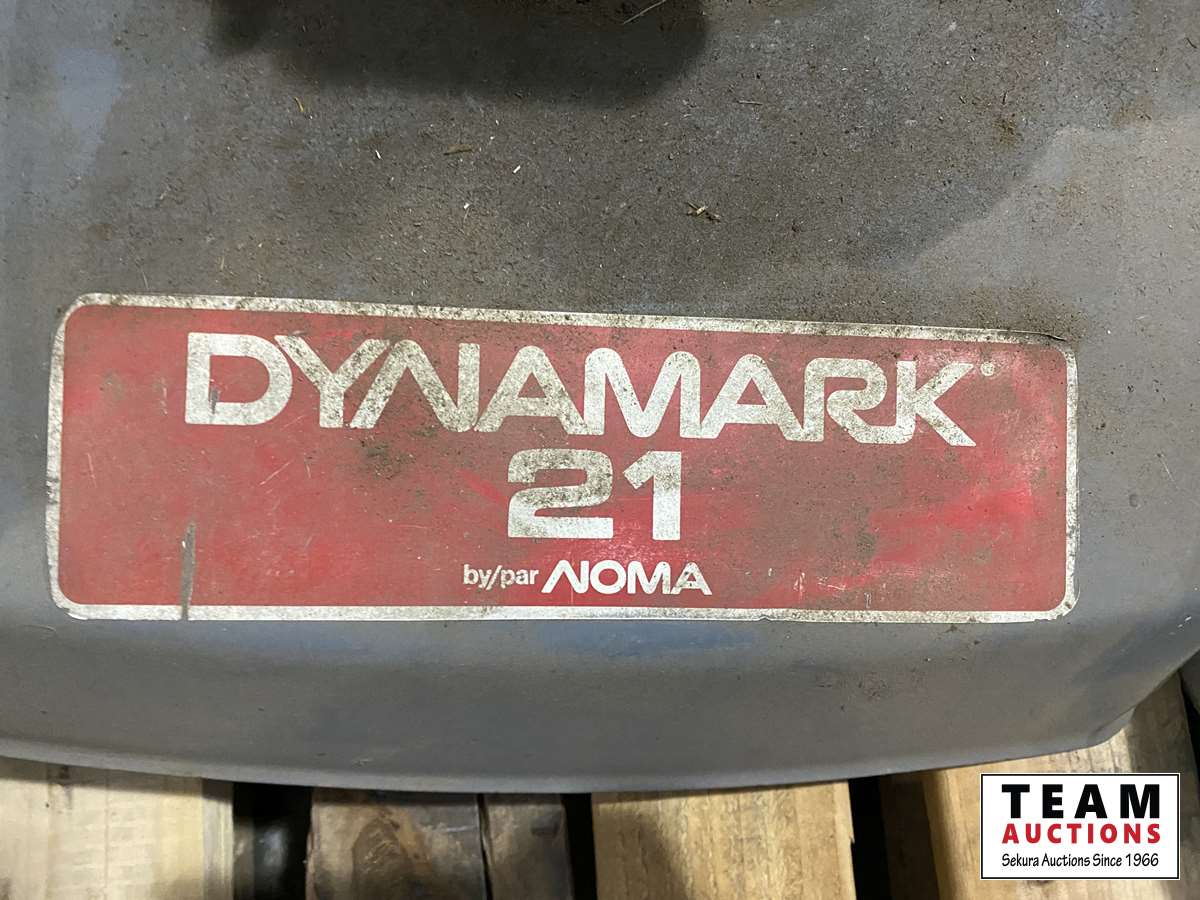 DYNAMARK®
21
by/par NOMA
TEAM
AUCTIONS
Sekura Auctions Since 1966